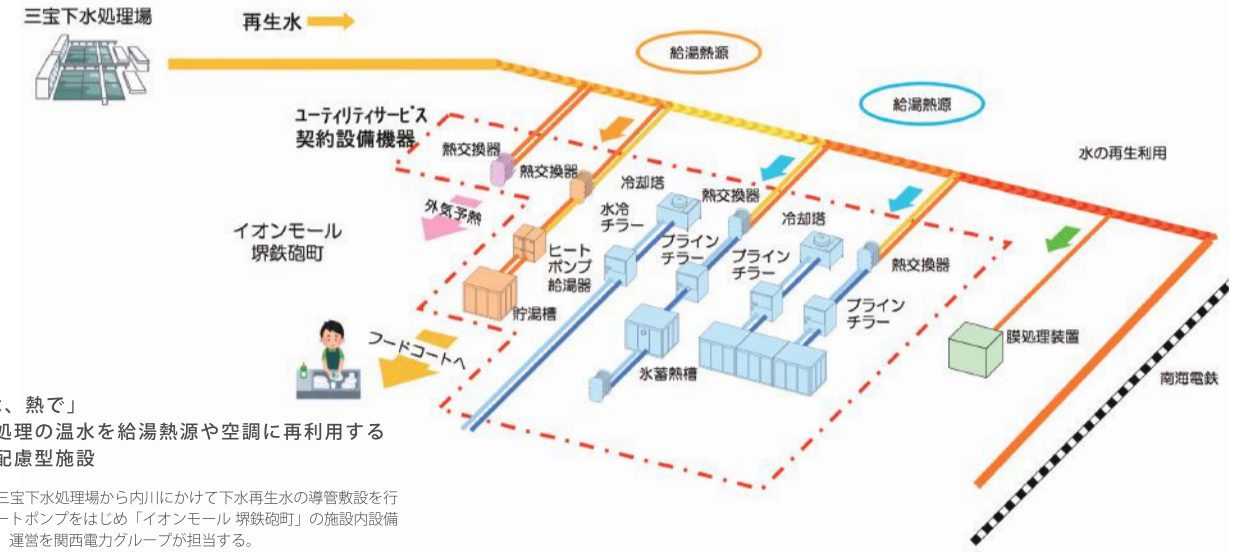 三宝下水処理場
再生水
給湯熱源
給湯熱源
ユーティリティサービス
契約設備機器
水の再生利用
熱交換器
熱交換器
冷却塔
熱交換器
冷却塔
熱交換器
外気予熱
水冷
チラー
ブライン
チラー
ブライン
チラー
ブライン
チラー
イオンモール
堺鉄砲町
ヒート
ポンプ
給湯器
貯湯槽
フードコートへ
氷蓄熱槽
膜処理装置
南海電鉄
、熱で」
処理の温水を給湯熱源や空調に再利用する
配慮型施設
三宝下水処理場から内川にかけて下水再生水の導管敷設を行
ートポンプをはじめ「イオンモール 堺鉄砲町」の施設内設備
運営を関西電力グループが担当する。